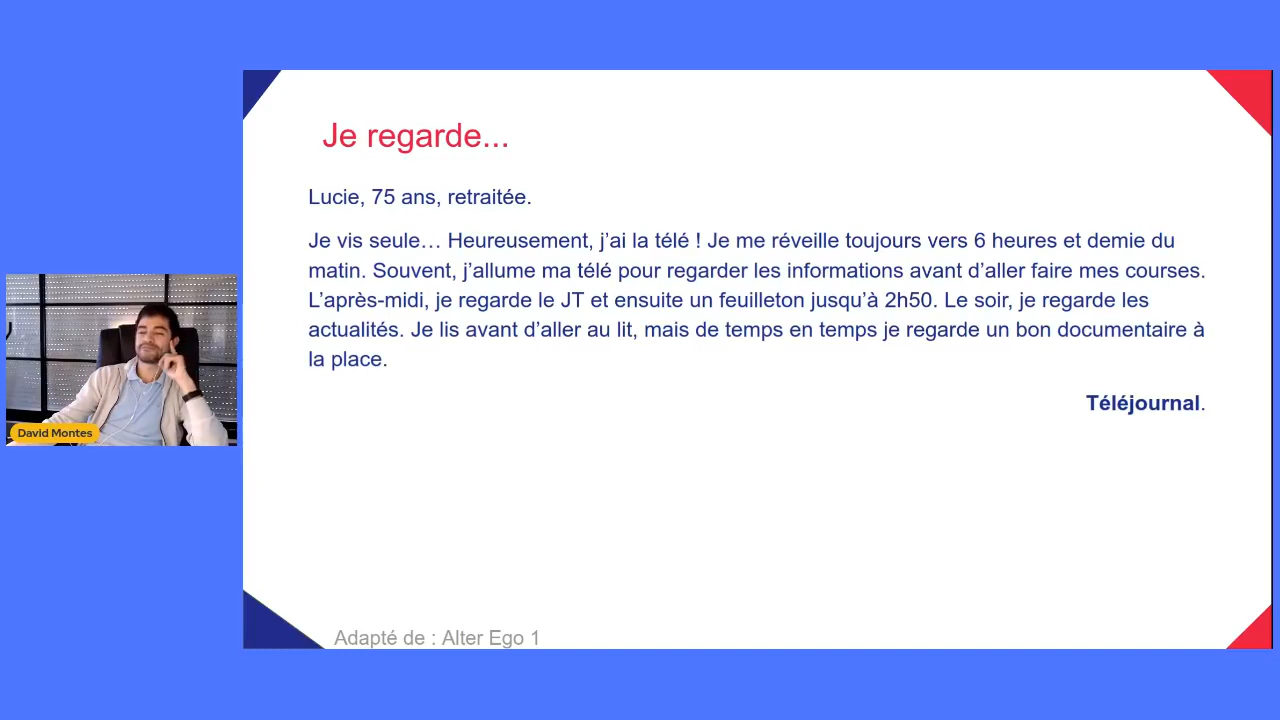 Je regarde...
Lucie, 75 ans, retraitée.
Je vis seule… Heureusement, j’ai la télé ! Je me réveille toujours vers 6 heures et demie du
matin. Souvent, j’allume ma télé pour regarder les informations avant d’aller faire mes courses.
L’après-midi, je regarde le JT et ensuite un feuilleton jusqu’à 2h50. Le soir, je regarde les
actualités. Je lis avant d’aller au lit, mais de temps en temps je regarde un bon documentaire à
la place.
Téléjournal.
David Montes
Adapté de : Alter Ego 1